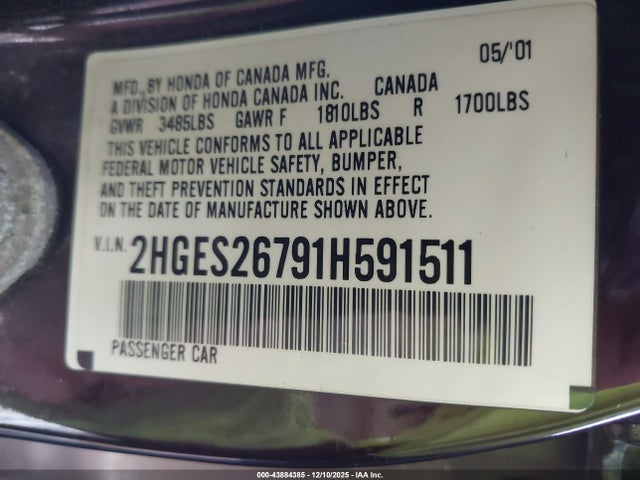 05/'01
MFD. BY HONDA OF CANADA MFG.
A DIVISION OF HONDA CANADA INC. CANADA
GVWR 3485LBS GAWR F 1810LBS R 1700LBS
THIS VEHICLE CONFORMS TO ALL APPLICABLE
FEDERAL MOTOR VEHICLE SAFETY, BUMPER,
AND THEFT PREVENTION STANDARDS IN EFFECT
ON THE DATE OF MANUFACTURE SHOWN ABOVE.
V.I.N. 2HGES26791H591511
PASSENGER CAR
000-43884385 - 12/10/2025 - IAA Inc.